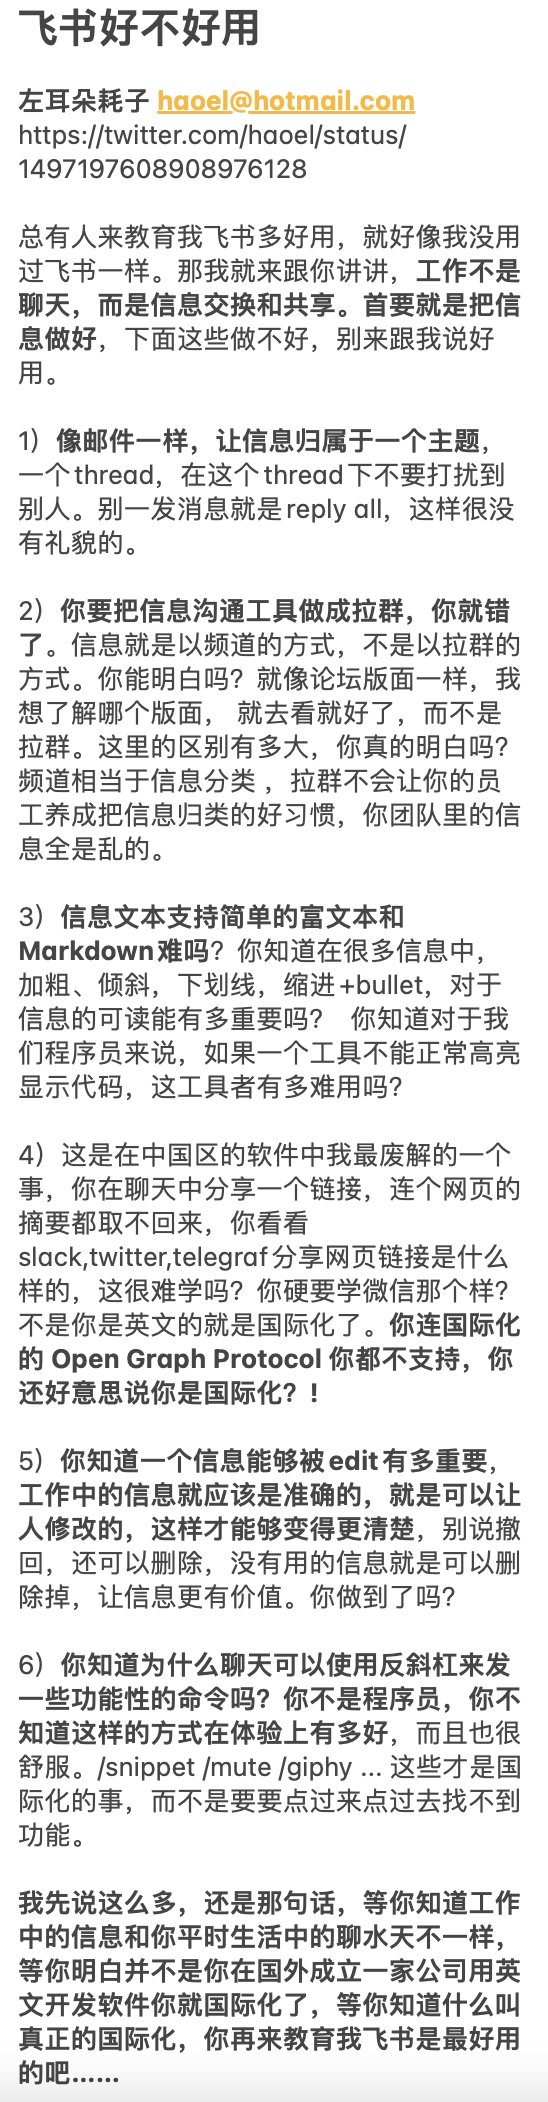 飞书好不好用
左耳朵耗子 haoel@hotmail.com
https://twitter.com/haoel/status/
1497197608908976128
总有人来教育我飞书多好用，就好像我没用
过飞书一样。那我就来跟你讲讲，工作不是
聊天，而是信息交换和共享。首要就是把信
息做好，下面这些做不好，别来跟我说好
用。
1）像邮件一样，让信息归属于一个主题，
一个thread，在这个thread下不要打扰到
别人。别一发消息就是reply all，这样很没
有礼貌的。
2）你要把信息沟通工具做成拉群，你就错
了。信息就是以频道的方式，不是以拉群的
方式。你能明白吗？就像论坛版面一样，我
想了解哪个版面， 就去看就好了，而不是
拉群。这里的区别有多大，你真的明白吗？
频道相当于信息分类 ，拉群不会让你的员
工养成把信息归类的好习惯，你团队里的信
息全是乱的。
3）信息文本支持简单的富文本和
Markdown难吗？你知道在很多信息中，
加粗、倾斜，下划线，缩进+bullet，对于
信息的可读能有多重要吗？ 你知道对于我
们程序员来说，如果一个工具不能正常高亮
显示代码，这工具者有多难用吗？
4）这是在中国区的软件中我最废解的一个
事，你在聊天中分享一个链接，连个网页的
摘要都取不回来，你看看
slack,twitter,telegraf分享网页链接是什么
样的，这很难学吗？你硬要学微信那个样？
不是你是英文的就是国际化了。你连国际化
的 Open Graph Protocol 你都不支持，你
还好意思说你是国际化？！
5）你知道一个信息能够被edit有多重要，
工作中的信息就应该是准确的，就是可以让
人修改的，这样才能够变得更清楚，别说撤
回，还可以删除，没有用的信息就是可以删
除掉，让信息更有价值。你做到了吗？
6）你知道为什么聊天可以使用反斜杠来发
一些功能性的命令吗？你不是程序员，你不
知道这样的方式在体验上有多好，而且也很
舒服。/snippet /mute /giphy ... 这些才是国
际化的事，而不是要要点过来点过去找不到
功能。
我先说这么多，还是那句话，等你知道工作
中的信息和你平时生活中的聊水天不一样，
等你明白并不是你在国外成立一家公司用英
文开发软件你就国际化了，等你知道什么叫
真正的国际化，你再来教育我飞书是最好用
的吧……